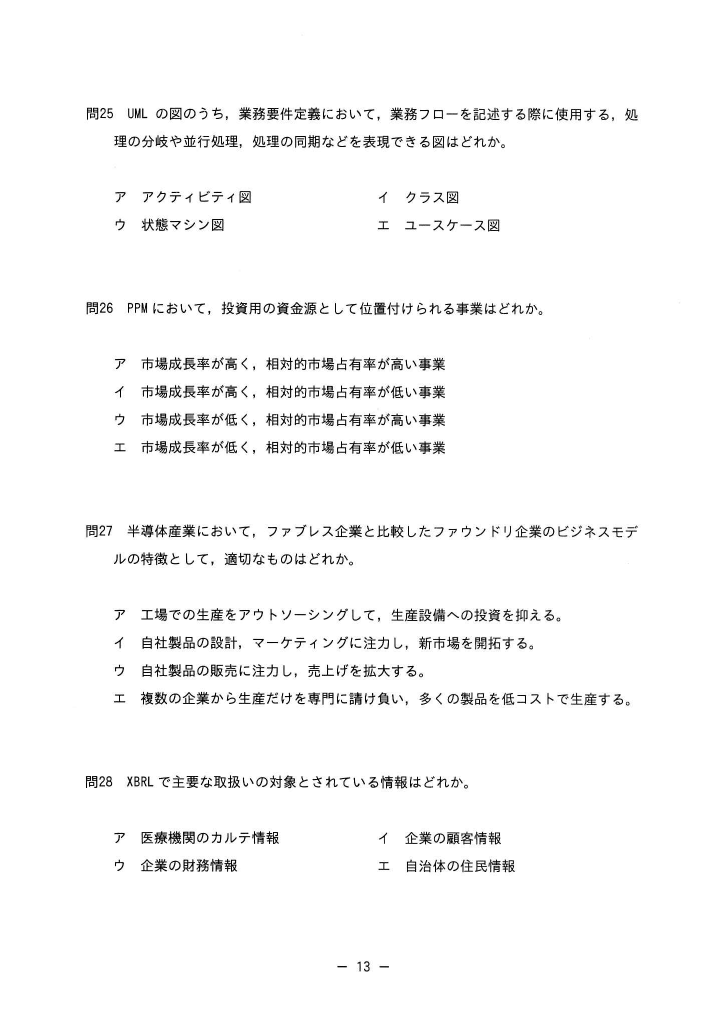 問25 UML の図のうち，業務要件定義において，業務フローを記述する際に使用する，処
理の分岐や並行処理，処理の同期などを表現できる図はどれか。
ア アクティビティ図 イ クラス図
ウ 状態マシン図 エ ユースケース図
問26 PPM において，投資用の資金源として位置付けられる事業はどれか。
ア 市場成長率が高く，相対的市場占有率が高い事業
イ 市場成長率が高く，相対的市場占有率が低い事業
ウ 市場成長率が低く，相対的市場占有率が高い事業
エ 市場成長率が低く，相対的市場占有率が低い事業
問27 半導体産業において，ファブレス企業と比較したファウンドリ企業のビジネスモデ
ルの特徴として，適切なものはどれか。
ア 工場での生産をアウトソーシングして，生産設備への投資を抑える。
イ 自社製品の設計，マーケティングに注力し，新市場を開拓する。
ウ 自社製品の販売に注力し，売上げを拡大する。
エ 複数の企業から生産だけを専門に請け負い，多くの製品を低コストで生産する。
問28 XBRL で主要な取扱いの対象とされている情報はどれか。
ア 医療機関のカルテ情報 イ 企業の顧客情報
ウ 企業の財務情報 エ 自治体の住民情報
－ 13 －